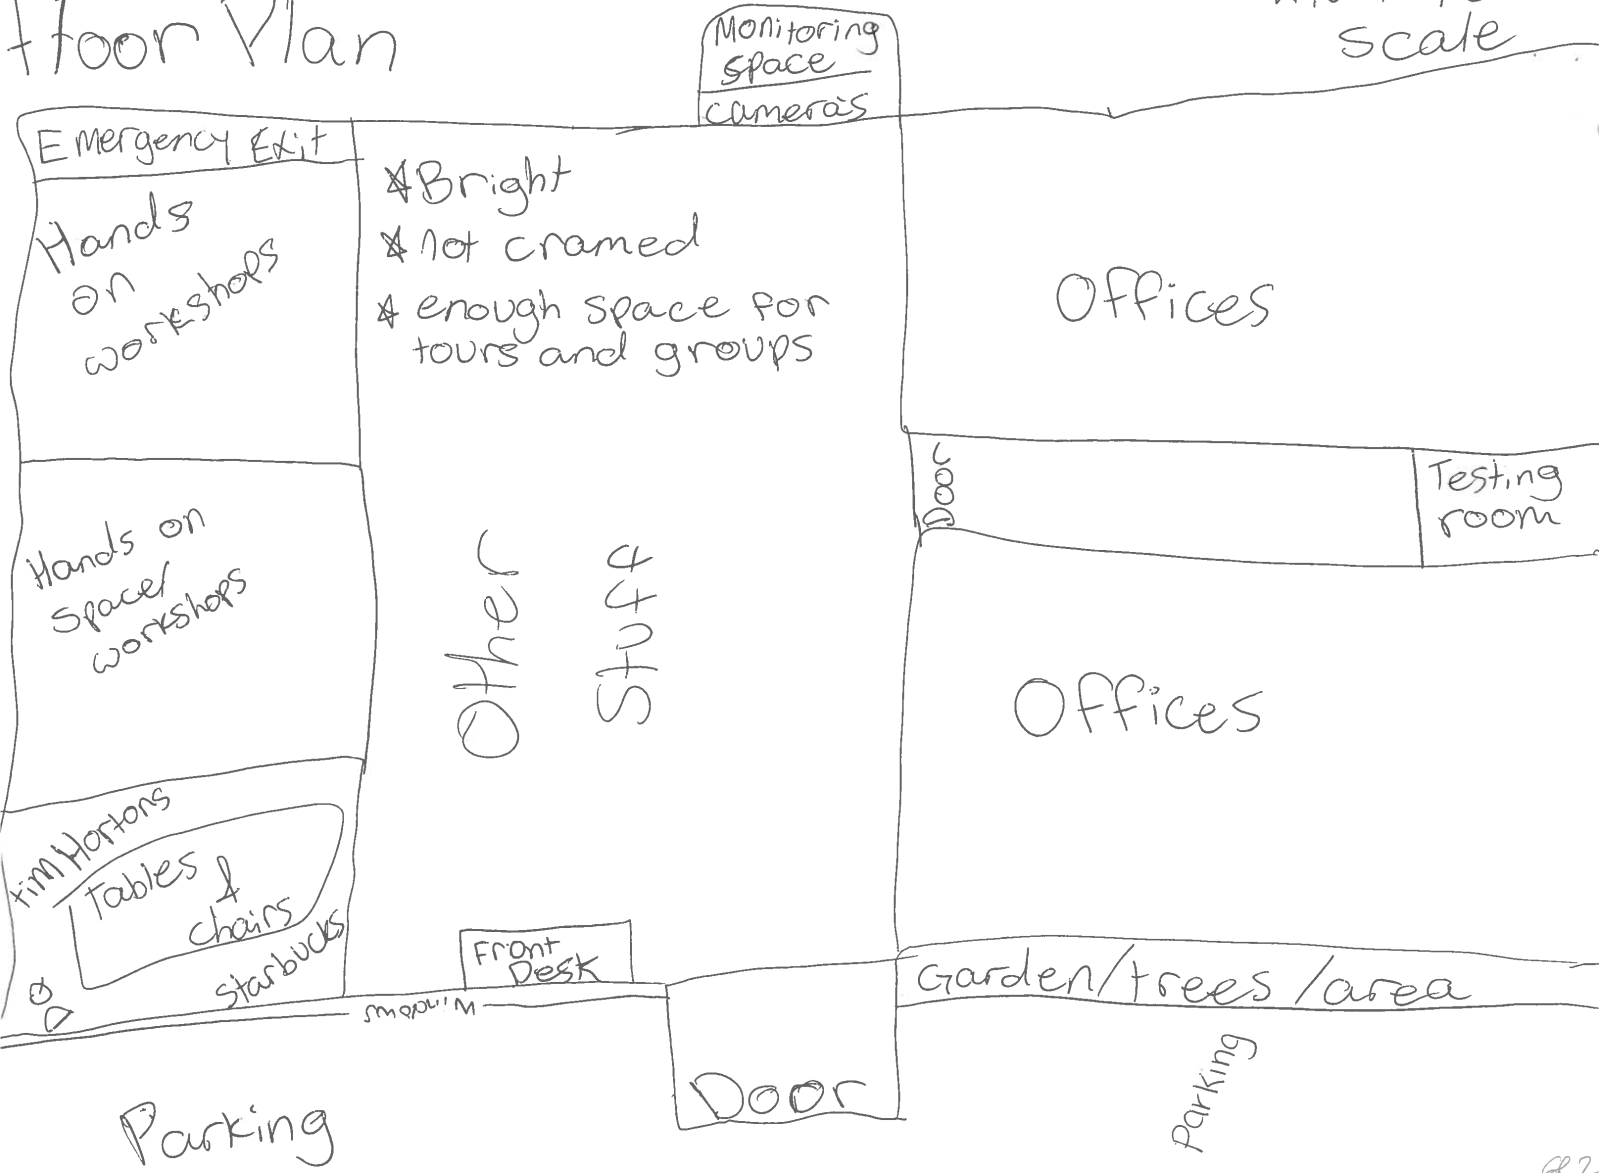 Floor Plan
scale
Monitoring
space
cameras
Emergency Exit
Hands
on
workshops
Bright
not cramed
enough space for
tours and groups
Offices
Door
Testing
room
Hands on
space/
workshops
Other
Stuff
Offices
tim Hortons
Tables
&
chairs
Starbucks
Front
Desk
Windows
Garden/trees/area
Door
Parking
Parking